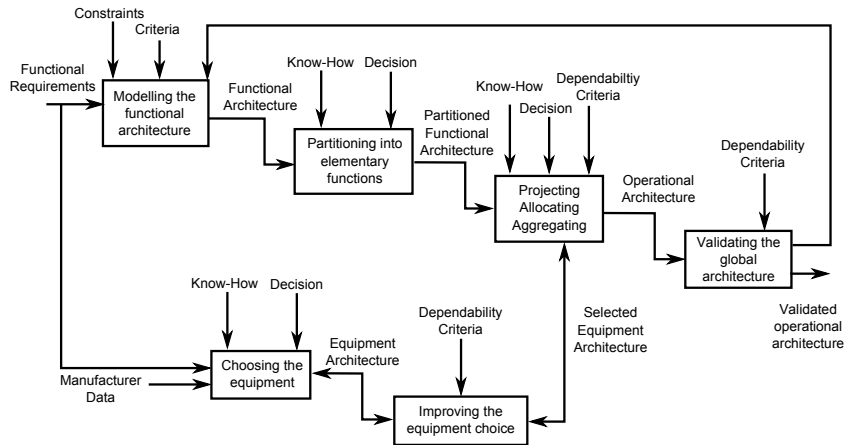 Constraints
Criteria
Functional
Requirements
Modelling the
functional
architecture
Functional
Architecture
Know-How
Decision
Partitioning into
elementary
functions
Partitioned
Functional
Architecture
Know-How
Decision
Dependabiltiy
Criteria
Projecting
Allocating
Aggregating
Operational
Architecture
Dependability
Criteria
Validating the
global
architecture
Validated
operational
architecture
Know-How
Decision
Manufacturer
Data
Choosing the
equipment
Equipment
Architecture
Dependability
Criteria
Improving the
equipment choice
Selected
Equipment
Architecture